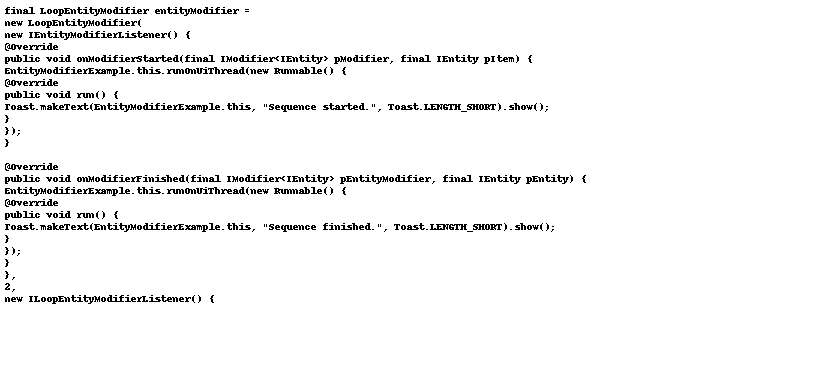 final LoopEntityModifier entityModifier =
new LoopEntityModifier(
new IEntityModifierListener() {
@Override
public void onModifierStarted(final IModifier<IEntity> pModifier, final IEntity pItem) {
EntityModifierExample.this.runOnUiThread(new Runnable() {
@Override
public void run() {
Toast.makeText(EntityModifierExample.this, "Sequence started.", Toast.LENGTH_SHORT).show();
}
});
}

@Override
public void onModifierFinished(final IModifier<IEntity> pEntityModifier, final IEntity pEntity) {
EntityModifierExample.this.runOnUiThread(new Runnable() {
@Override
public void run() {
Toast.makeText(EntityModifierExample.this, "Sequence finished.", Toast.LENGTH_SHORT).show();
}
});
}
},
2,
new ILoopEntityModifierListener() {